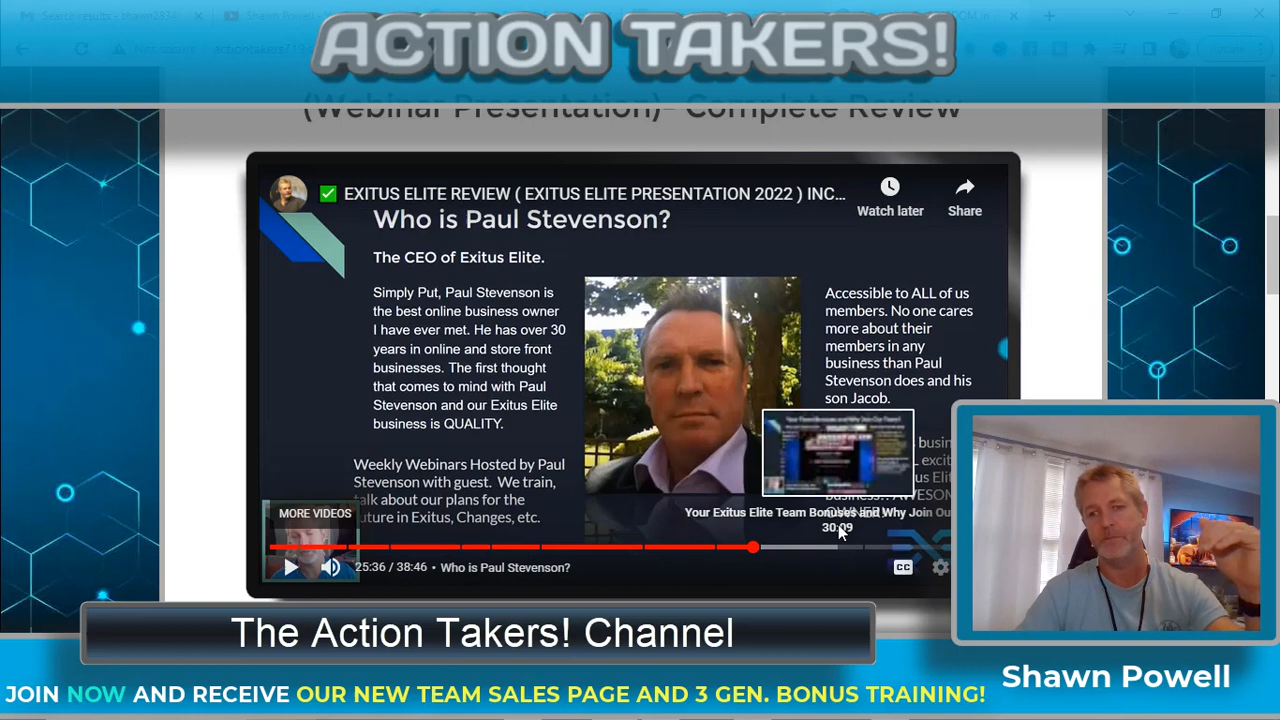 ACTION TAKERS!
(Webinar Presentation)- Complete Review
EXITUS ELITE REVIEW ( EXITUS ELITE PRESENTATION 2022 ) INC...
Watch later
Share
Who is Paul Stevenson?
The CEO of Exitus Elite.
Simply Put, Paul Stevenson is
the best online business owner
I have ever met. He has over 30
years in online and store front
businesses. The first thought
that comes to mind with Paul
Stevenson and our Exitus Elite
business is QUALITY.
Weekly Webinars Hosted by Paul
Stevenson with guest. We train,
talk about our plans for the
future in Exitus, Changes, etc.
Accessible to ALL of us
members. No one cares
more about their
members in any
business than Paul
Stevenson does and his
son Jacob.
MORE VIDEOS
Your Exitus Elite Team Bonuses and Why Join Ou
30:09
25:36 / 38:46 • Who is Paul Stevenson?
CC
The Action Takers! Channel
Shawn Powell
JOIN NOW AND RECEIVE OUR NEW TEAM SALES PAGE AND 3 GEN. BONUS TRAINING!